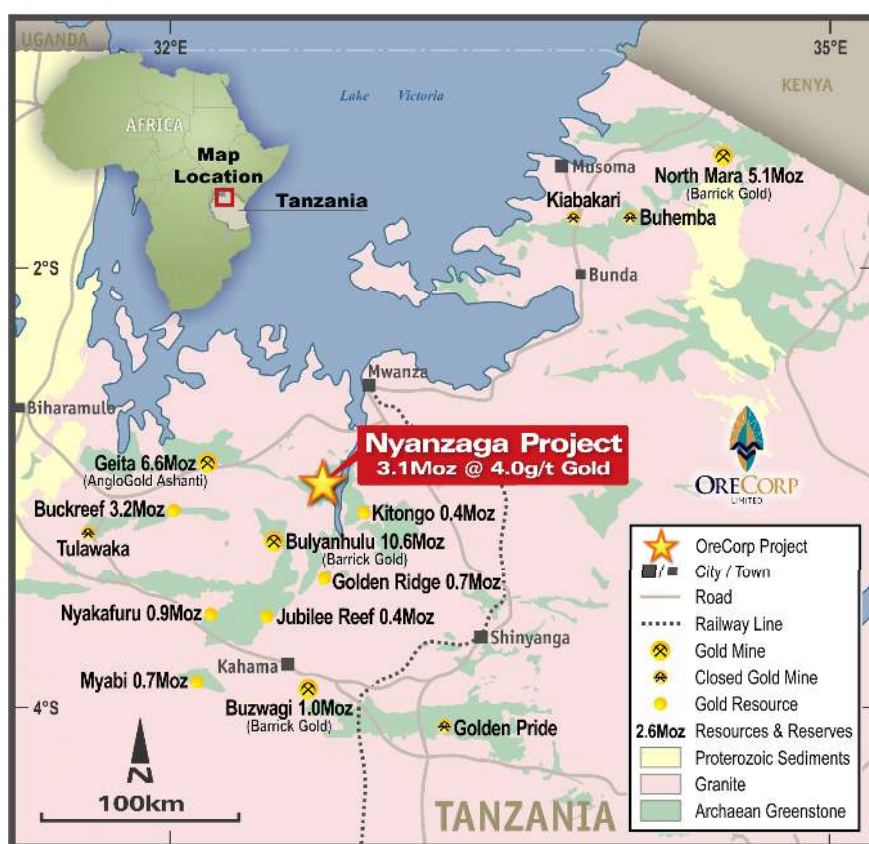 UGANDA
32°E
35°E
KENYA
Lake Victoria
AFRICA
Map
Location
Tanzania
Musoma
North Mara 5.1Moz
(Barrick Gold)
Kiabakari
Buhemba
2°S
Bunda
Mwanza
Biharamulo
Nyanzaga Project
3.1Moz @ 4.0g/t Gold
Geita 6.6Moz
(AngloGold Ashanti)
ORECORP
LIMITED
Buckreef 3.2Moz
Kitongo 0.4Moz
Tulawaka
Bulyanhulu 10.6Moz
(Barrick Gold)
Golden Ridge 0.7Moz
Nyakafuru 0.9Moz
Jubilee Reef 0.4Moz
Shinyanga
Kahama
Myabi 0.7Moz
4°S
Buzwagi 1.0Moz
(Barrick Gold)
Golden Pride
N
100km
TANZANIA
OreCorp Project
/ City / Town
Road
Railway Line
Gold Mine
Closed Gold Mine
Gold Resource
2.6Moz Resources & Reserves
Proterozoic Sediments
Granite
Archaean Greenstone